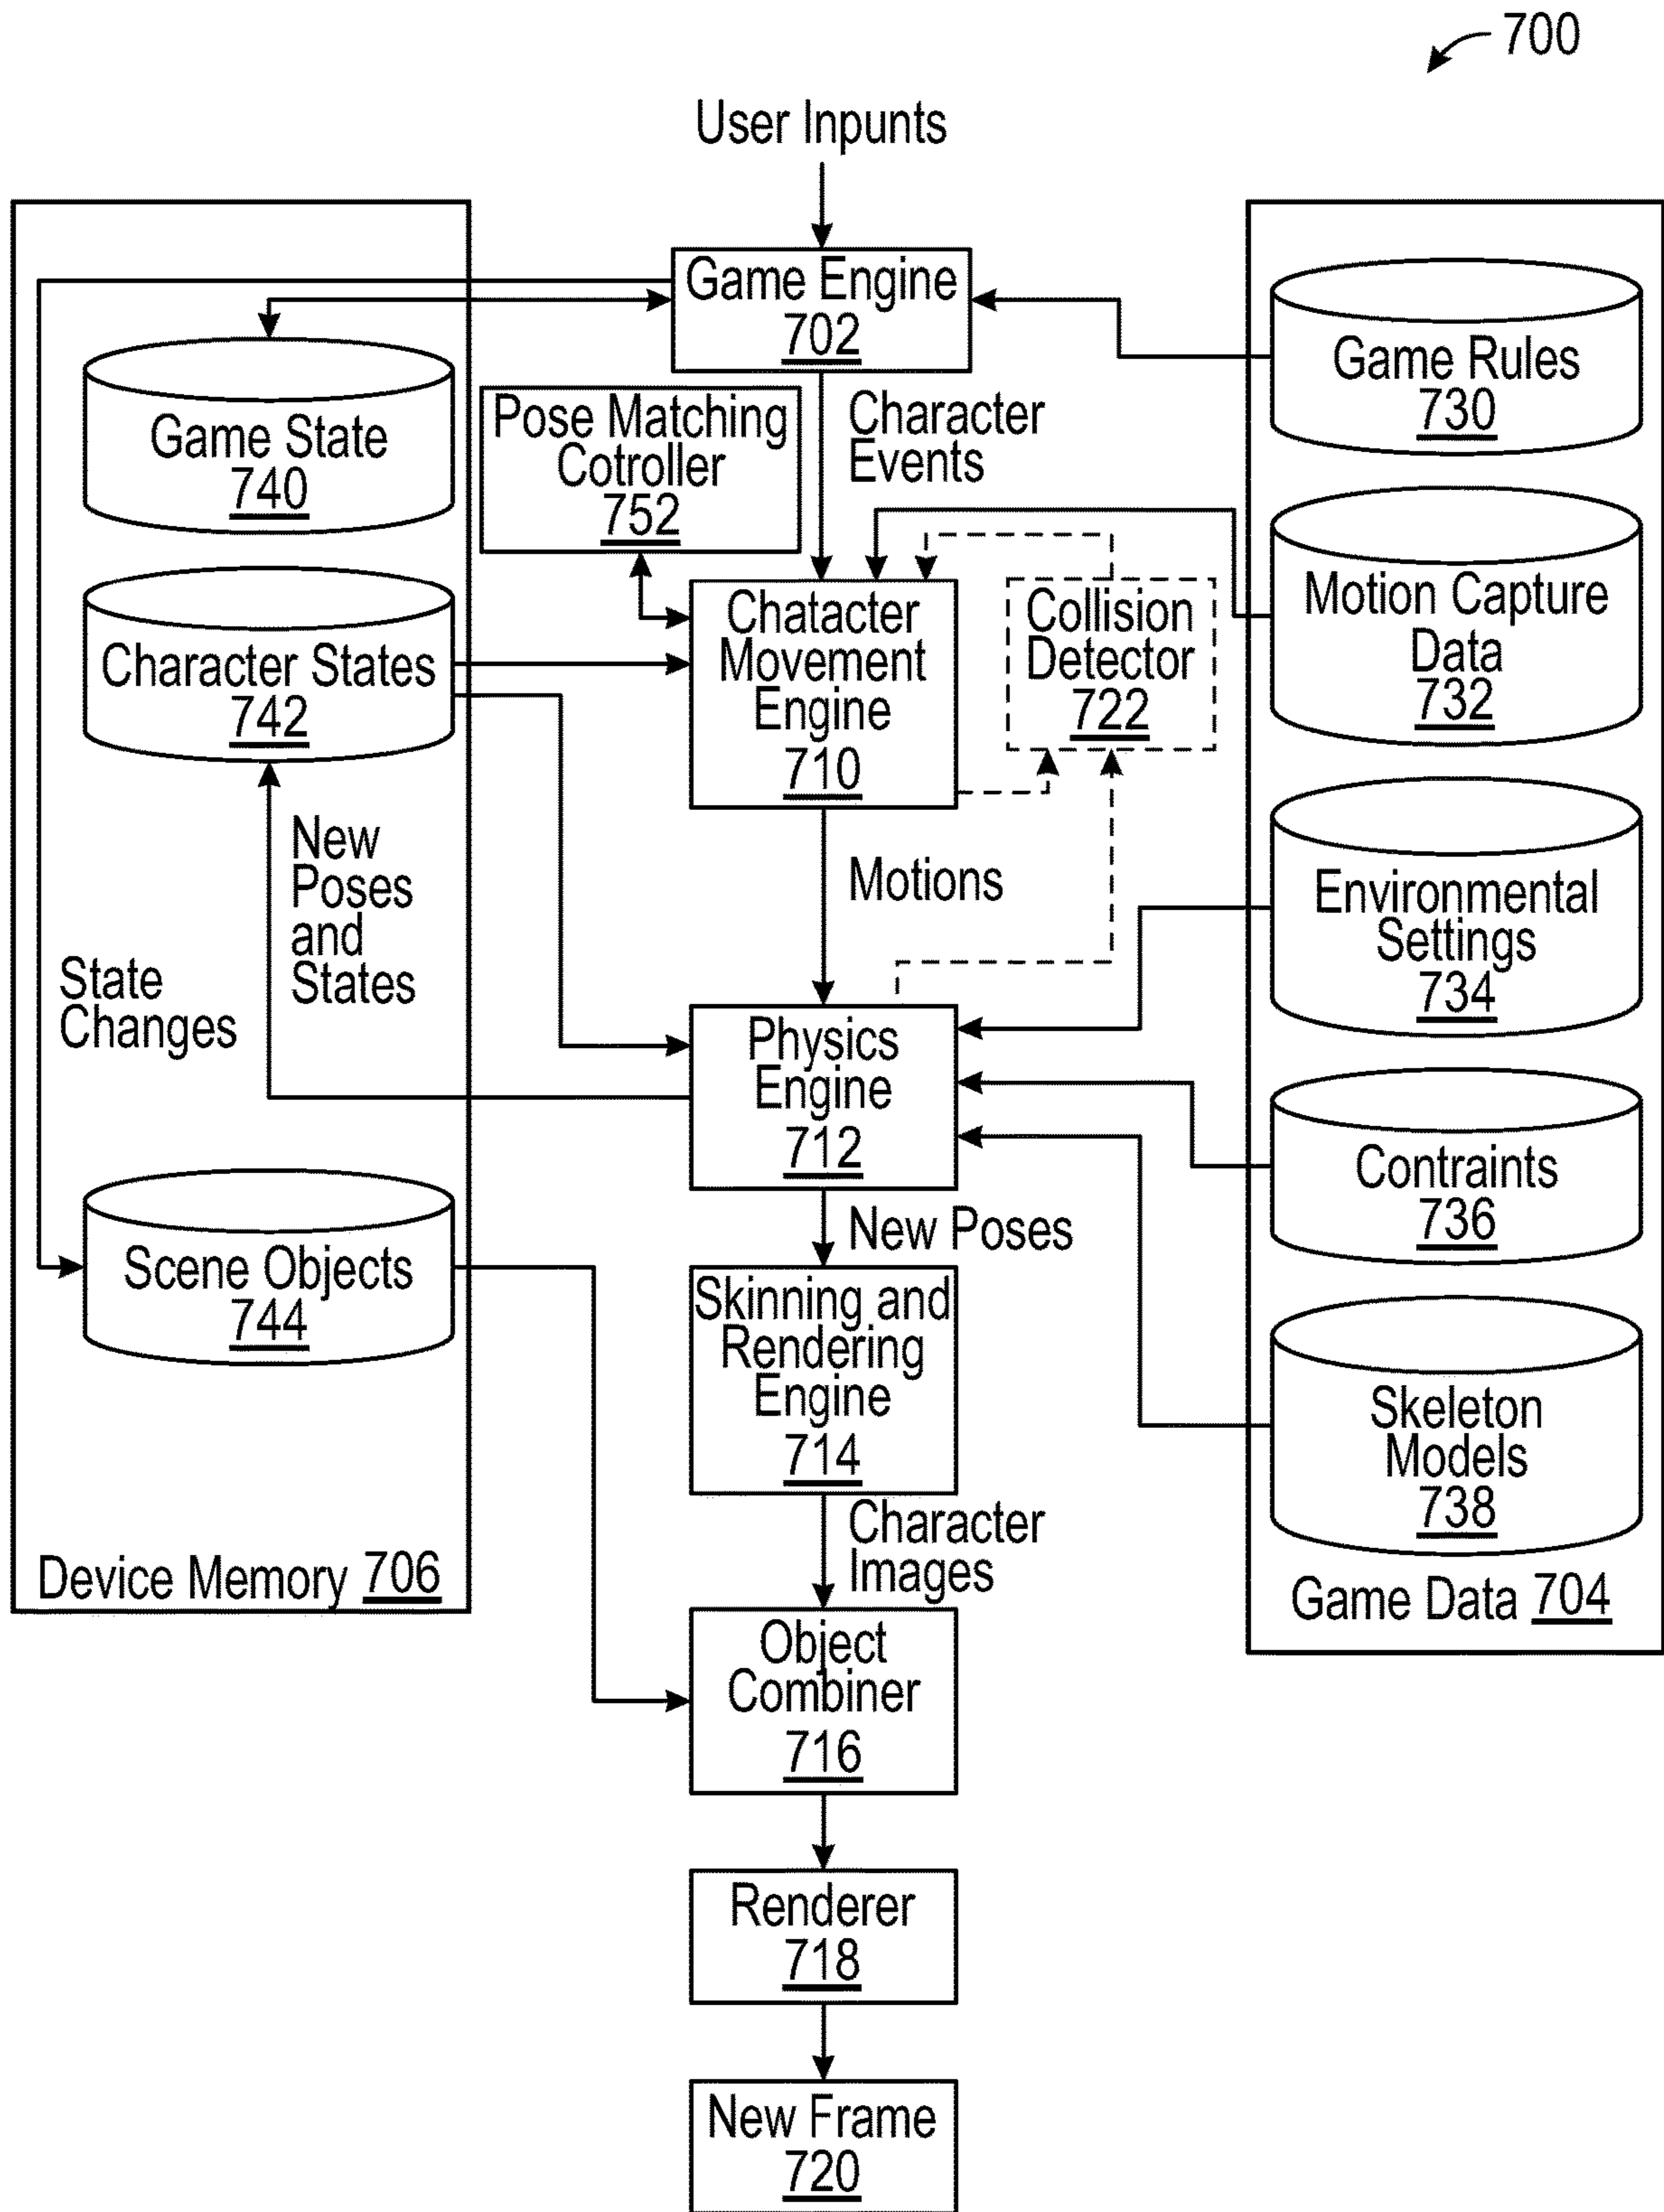 700
User Inpunts
Game Engine
702
Game Rules
730
Game State
740
Pose Matching
Cotroller
752
Character
Events
Motion Capture
Data
732
Character States
742
Chatacter
Movement
Engine
710
Collision
Detector
722
New
Poses
and
States
Motions
Environmental
Settings
734
State
Changes
Physics
Engine
712
Contraints
736
New Poses
Scene Objects
744
Skinning and
Rendering
Engine
714
Skeleton
Models
738
Character
Images
Device Memory 706
Game Data 704
Object
Combiner
716
Renderer
718
New Frame
720